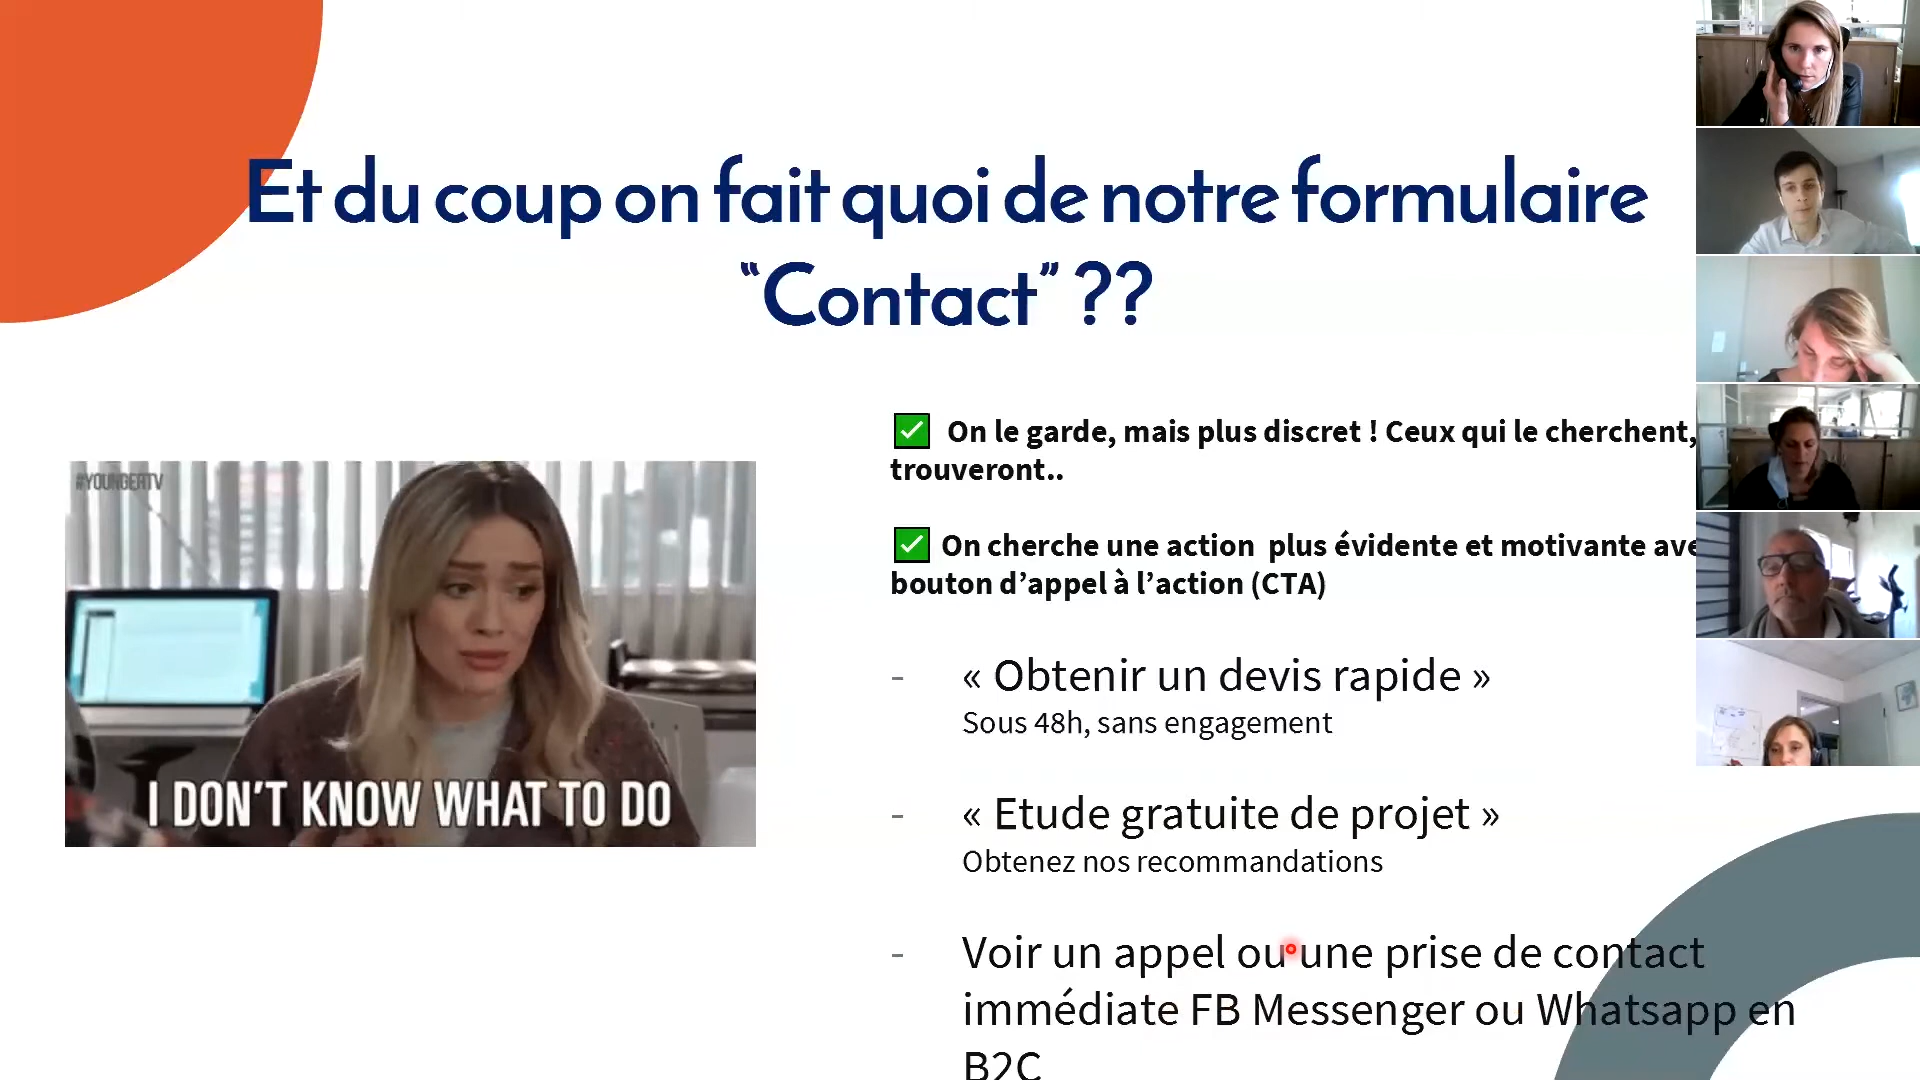 Et du coup on fait quoi de notre formulaire
“Contact” ??
✅ On le garde, mais plus discret ! Ceux qui le cherchent,
trouveront..
✅ On cherche une action plus évidente et motivante
bouton d’appel à l’action (CTA)
#YOUNGERTV
I DON'T KNOW WHAT TO DO
- « Obtenir un devis rapide »
Sous 48h, sans engagement
- « Etude gratuite de projet »
Obtenez nos recommandations
- Voir un appel ou une prise de contact
immédiate FB Messenger ou Whatsapp en
B2C